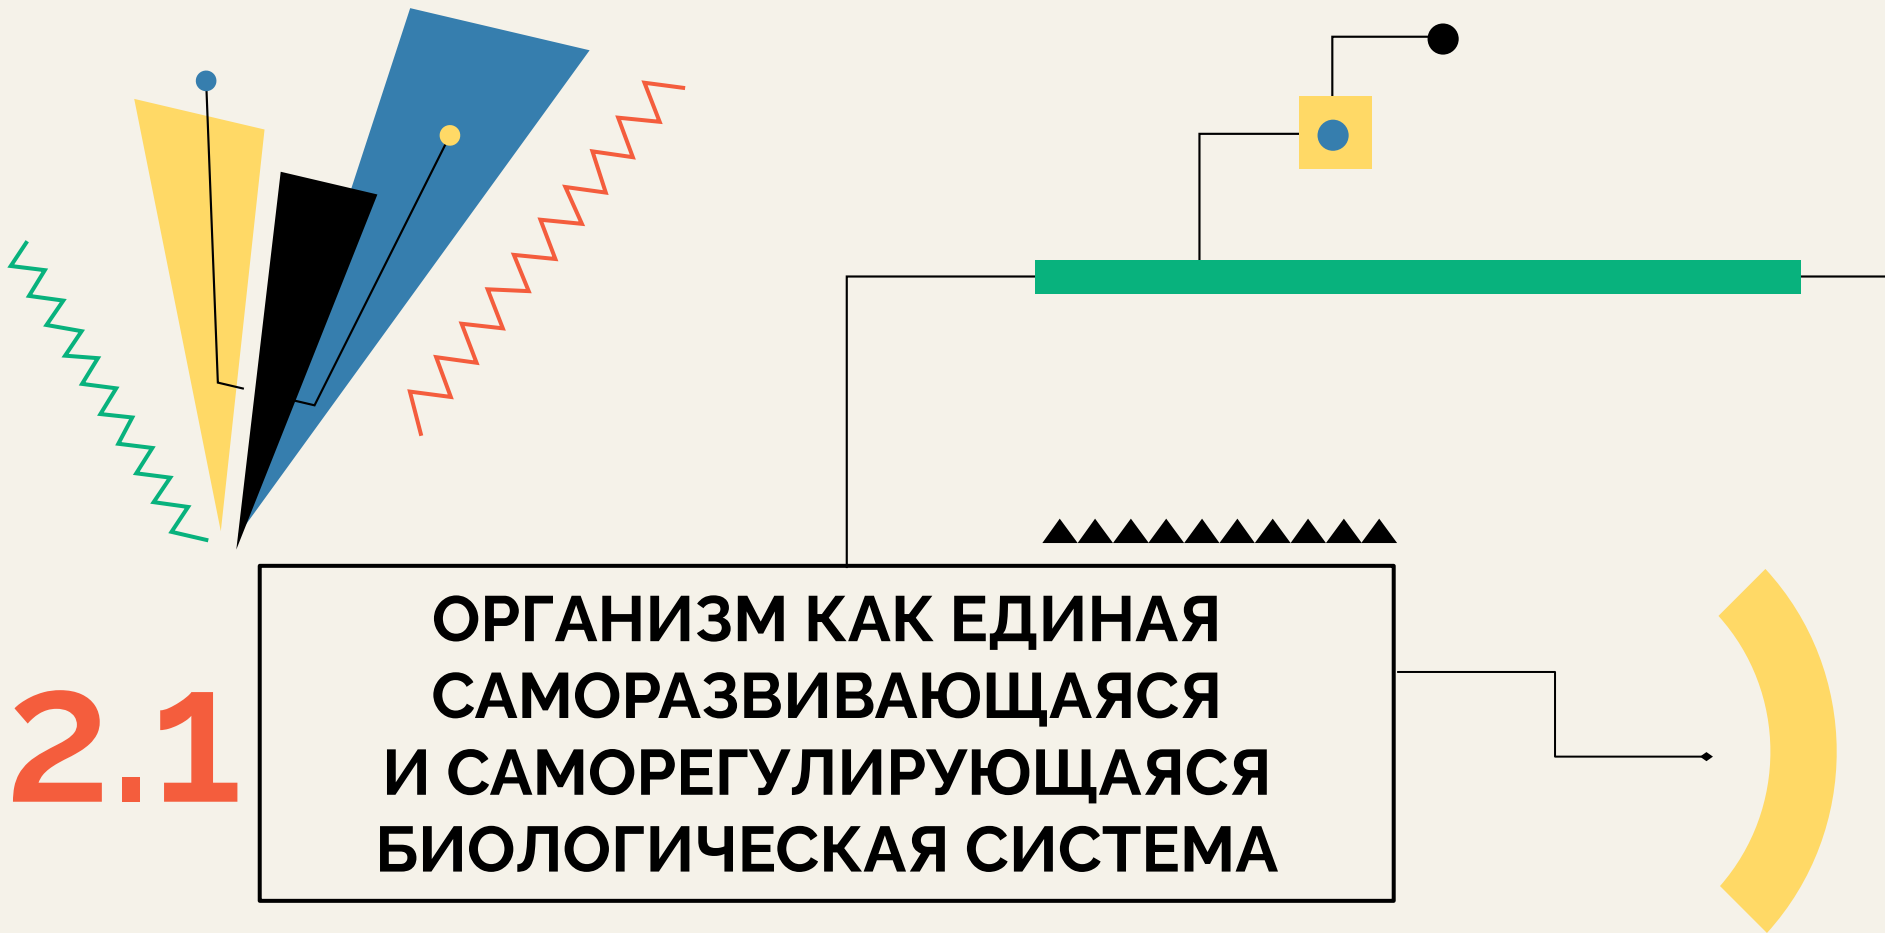 2.1
ОРГАНИЗМ КАК ЕДИНАЯ
САМОРАЗВИВАЮЩАЯСЯ
И САМОРЕГУЛИРУЮЩАЯСЯ
БИОЛОГИЧЕСКАЯ СИСТЕМА